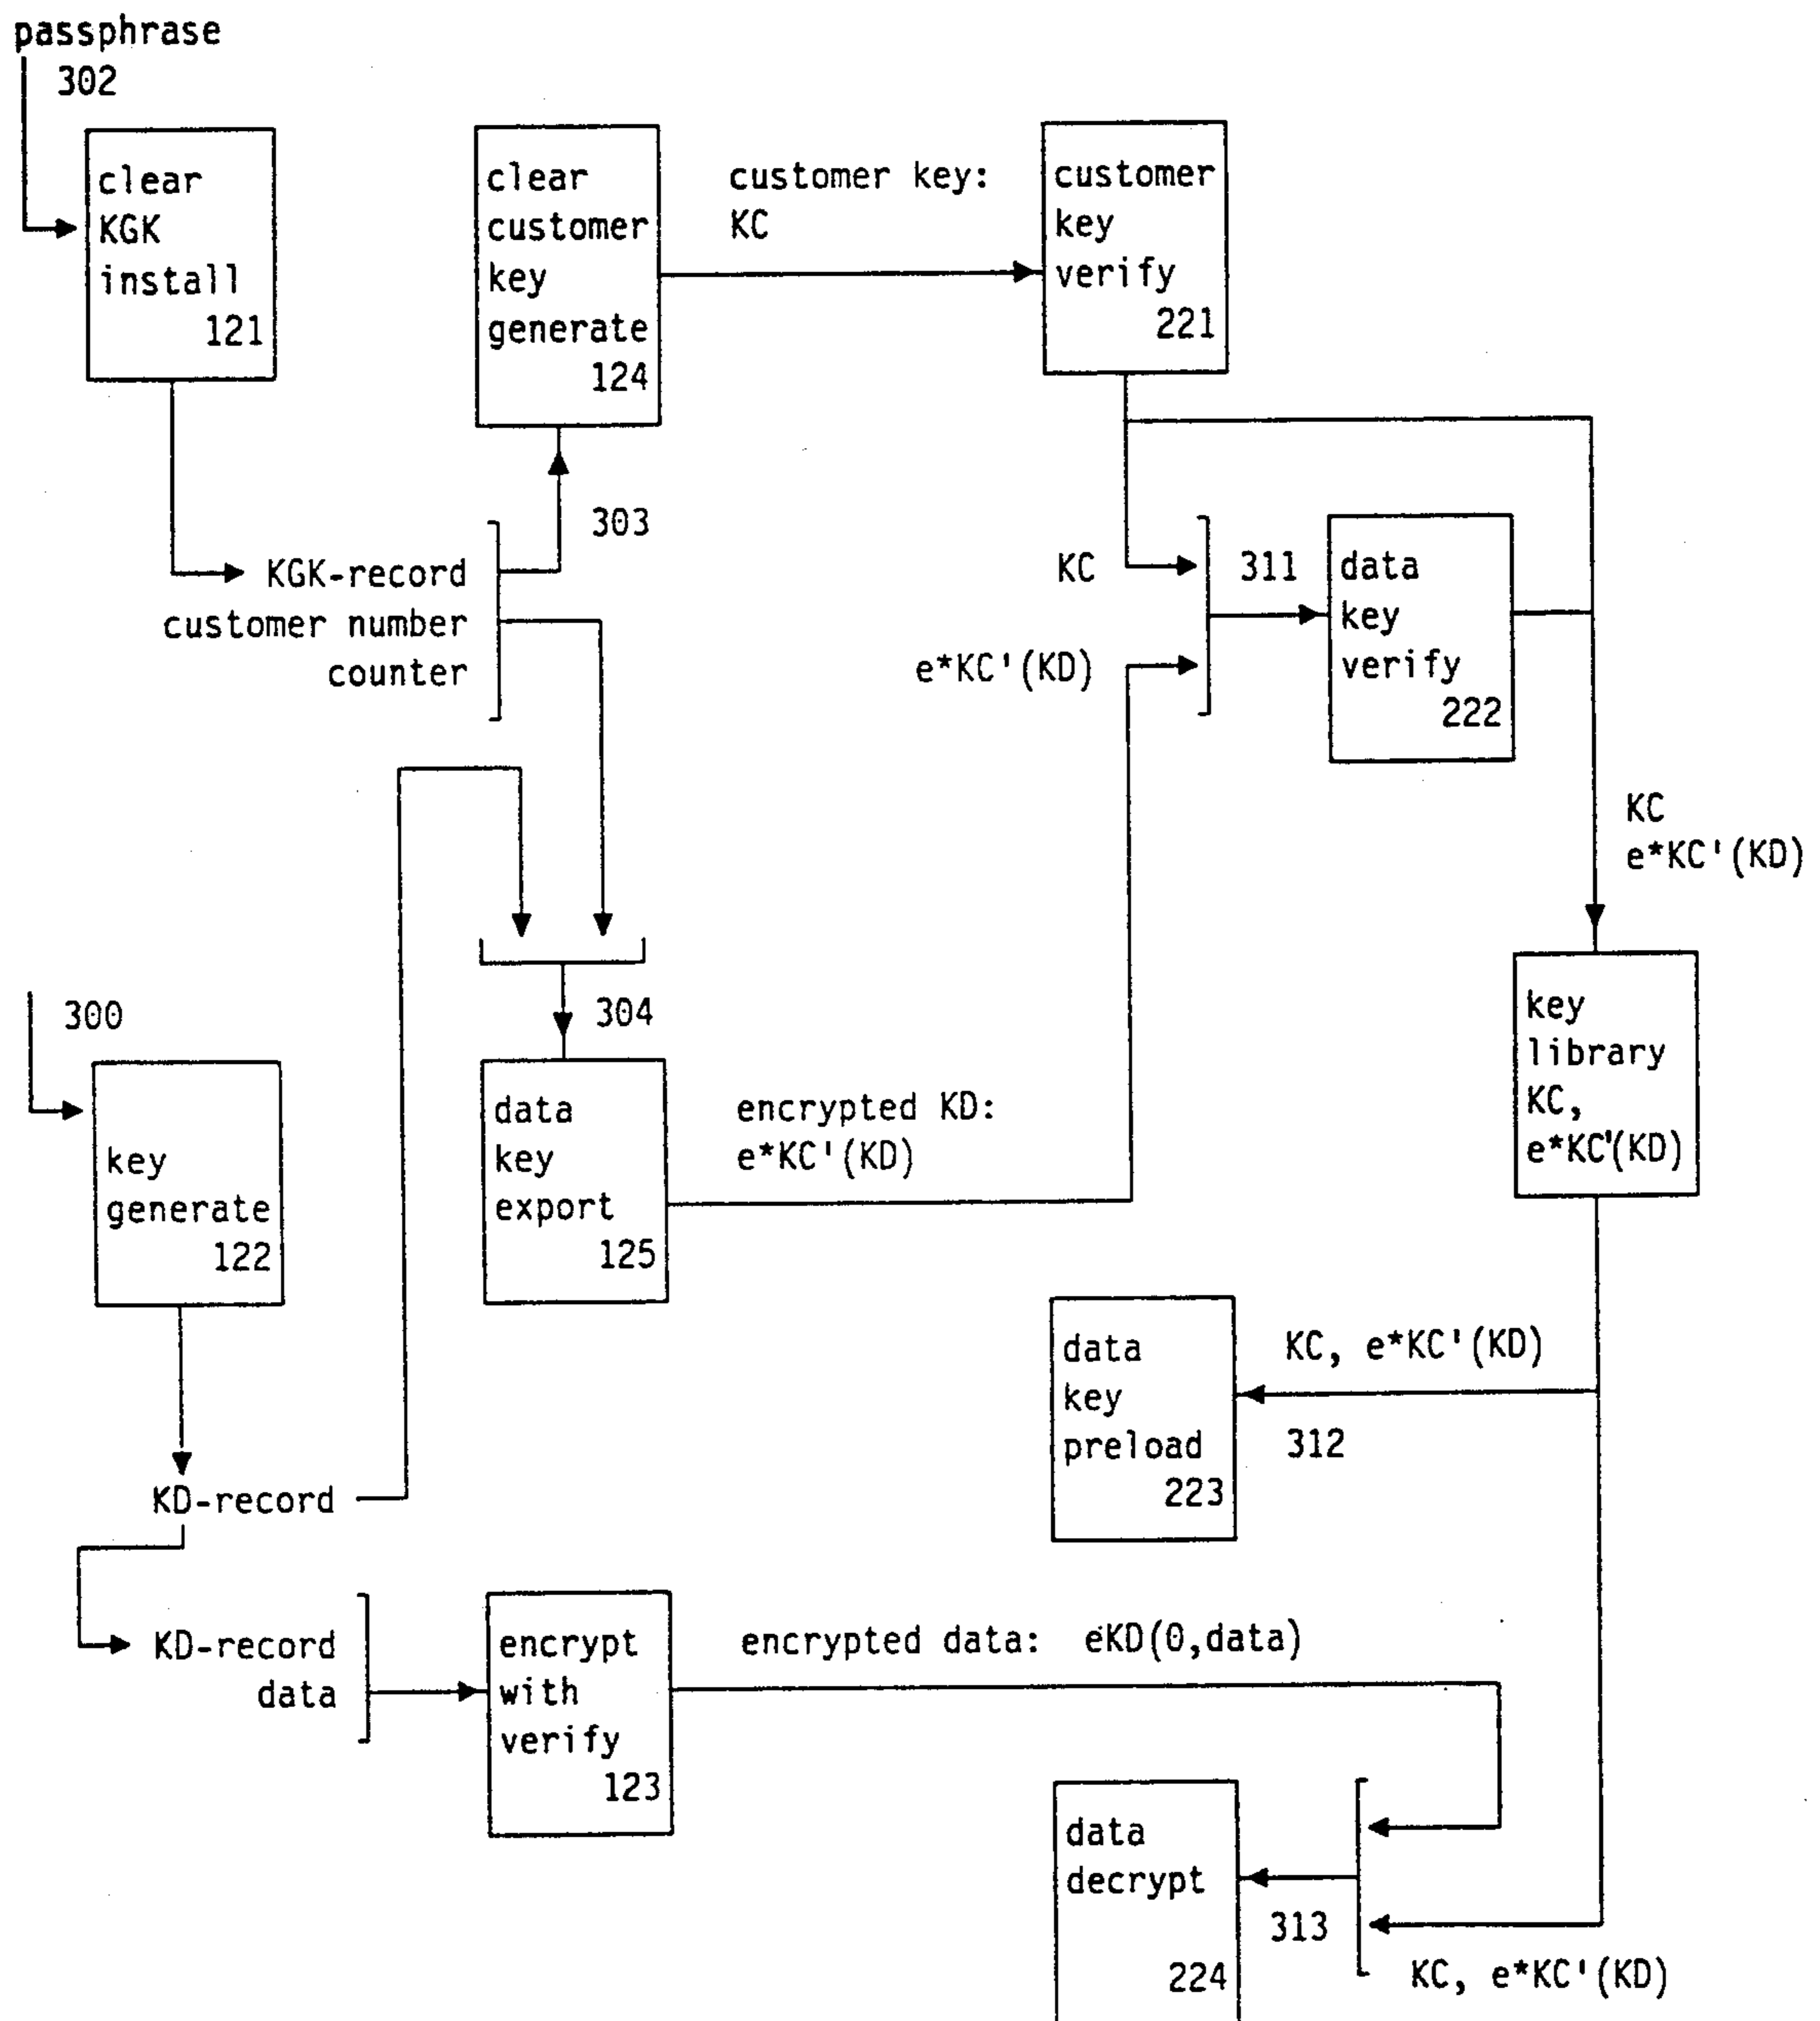 passphrase
302
clear
KGK
install
121
clear
customer
key
generate
124
customer key:
KC
customer
key
verify
221
303
KGK-record
customer number
counter
KC
e*KC'(KD)
311
data
key
verify
222
KC
e*KC'(KD)
300
key
generate
122
304
data
key
export
125
encrypted KD:
e*KC'(KD)
key
library
KC,
e*KC'(KD)
data
key
preload
223
KC, e*KC'(KD)
312
KD-record
KD-record
data
encrypt
with
verify
123
encrypted data: eKD(0,data)
data
decrypt
224
313
KC, e*KC'(KD)